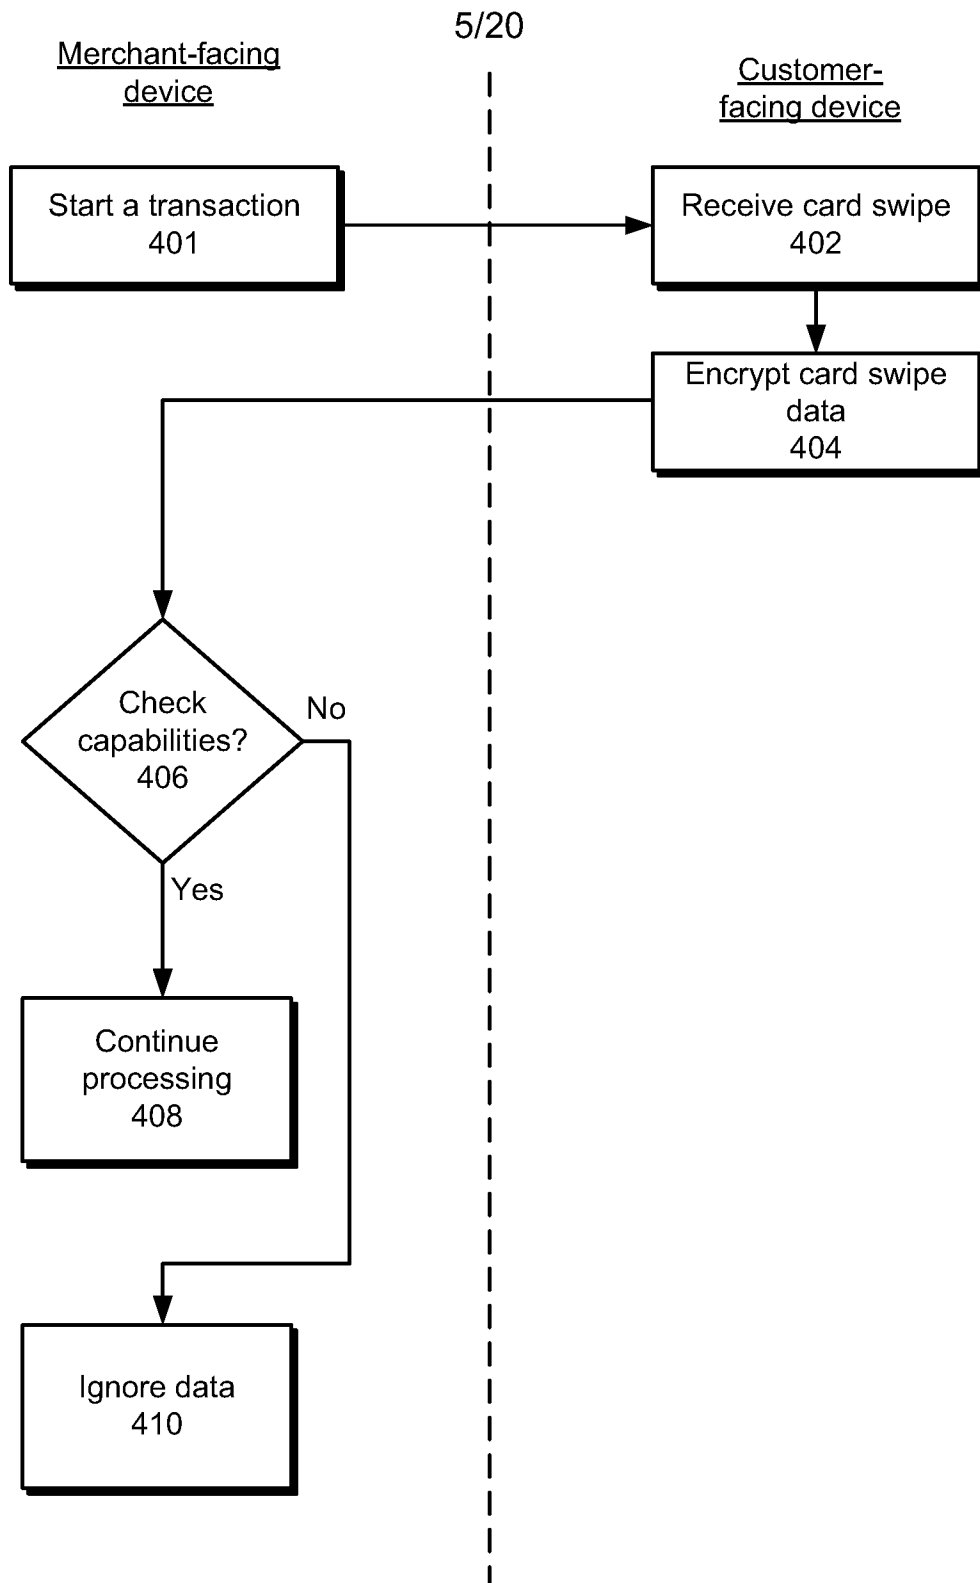 5/20
Merchant-facing
device
Customer-
facing device
Start a transaction
401
Receive card swipe
402
Encrypt card swipe
data
404
Check
capabilities?
406
No
Yes
Continue
processing
408
Ignore data
410